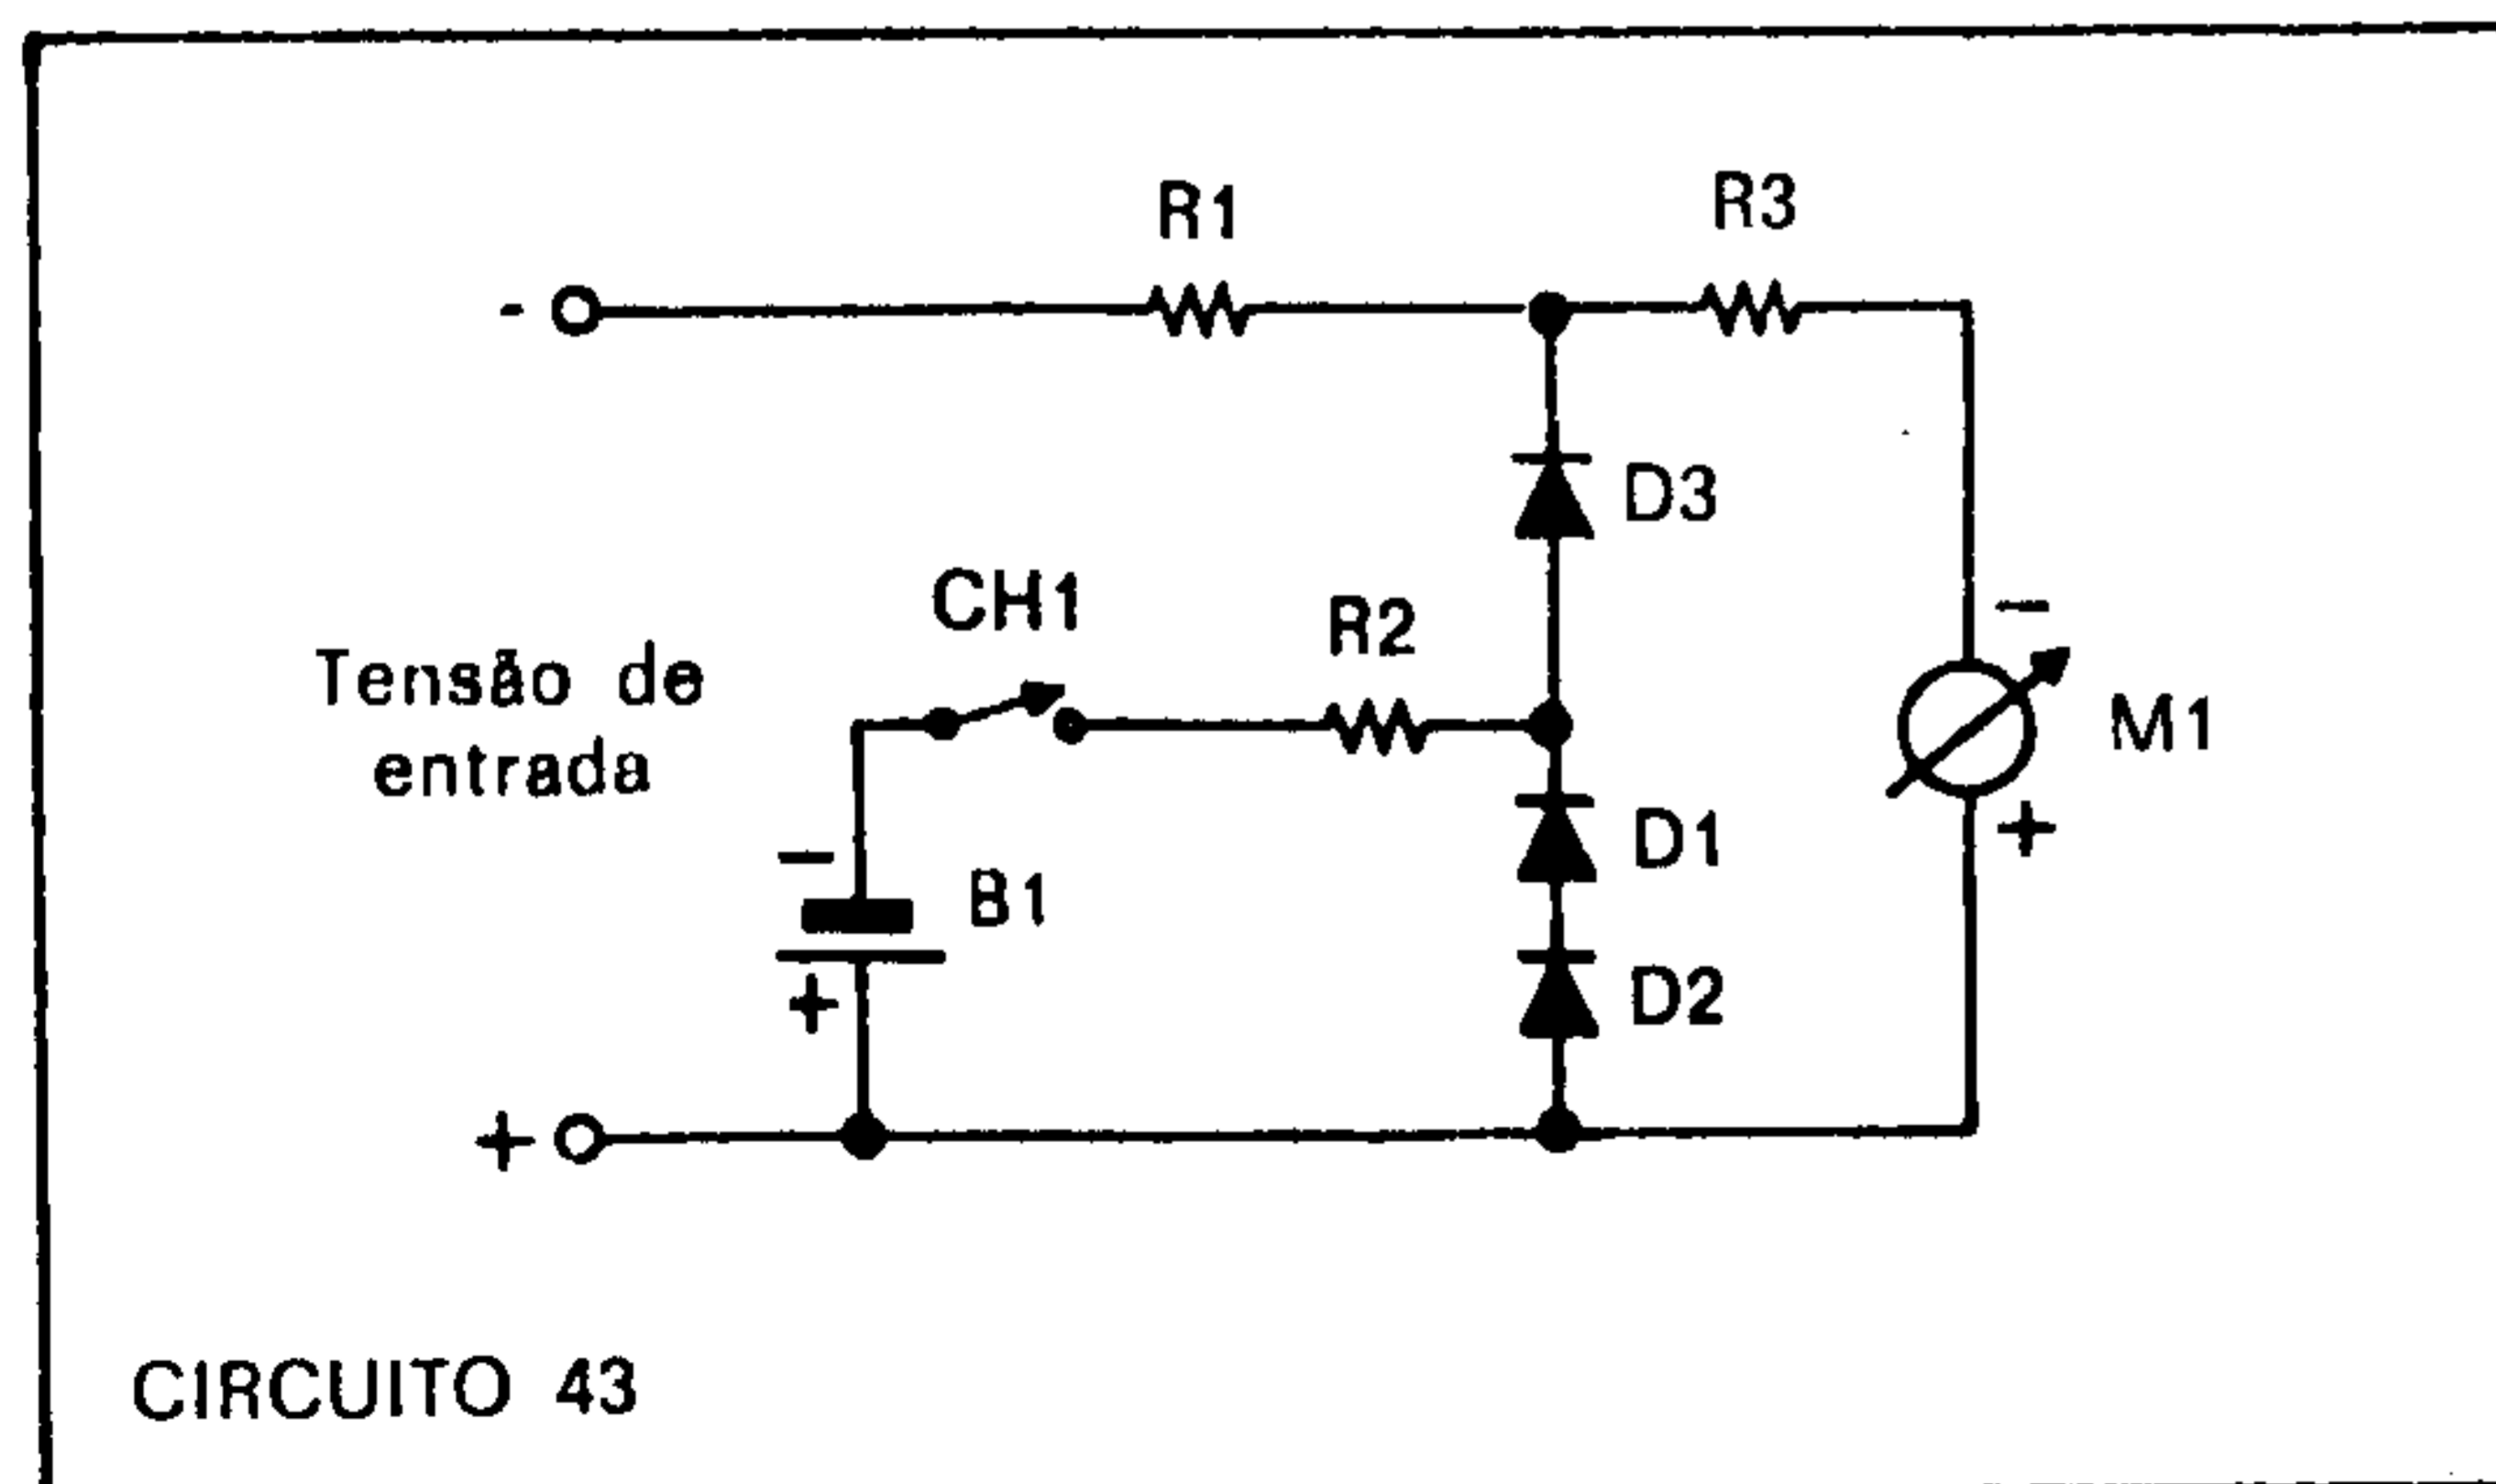 R1
R3
-
D3
CH1
R2
Tensão de
entrada
-
M1
-
B1
D1
+
+
D2
+
CIRCUITO 43